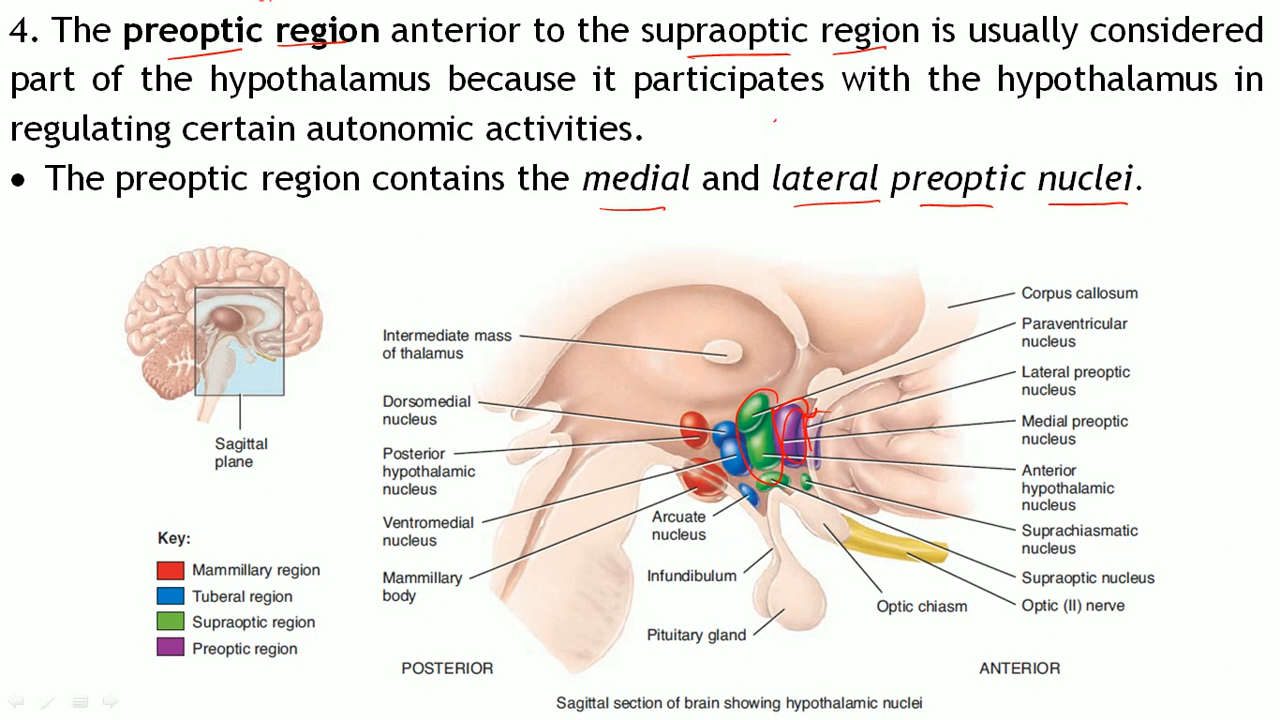 4. The preoptic region anterior to the supraoptic region is usually considered
part of the hypothalamus because it participates with the hypothalamus in
regulating certain autonomic activities.
• The preoptic region contains the medial and lateral preoptic nuclei.
Sagittal
plane
Key:
Mammillary region
Tuberal region
Supraoptic region
Preoptic region
Intermediate mass
of thalamus
Dorsomedial
nucleus
Posterior
hypothalamic
nucleus
Ventromedial
nucleus
Mammillary
body
Arcuate
nucleus
Infundibulum
Pituitary gland
Corpus callosum
Paraventricular
nucleus
Lateral preoptic
nucleus
Medial preoptic
nucleus
Anterior
hypothalamic
nucleus
Suprachiasmatic
nucleus
Supraoptic nucleus
Optic (II) nerve
Optic chiasm
POSTERIOR
ANTERIOR
Sagittal section of brain showing hypothalamic nuclei